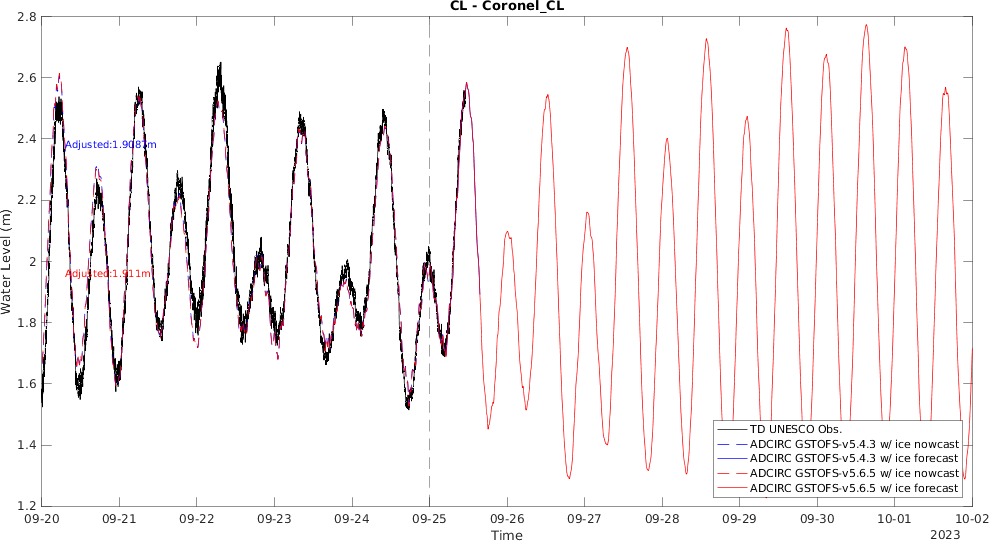 CL - Coronel_CL
2.8
2.6
2.4
2.2
2
1.8
1.6
1.4
1.2
Water Level (m)
Adjusted:1.9087m
Adjusted:1.911m
TD UNESCO Obs.
ADCIRC GSTOFS-v5.4.3 w/ ice nowcast
ADCIRC GSTOFS-v5.4.3 w/ ice forecast
ADCIRC GSTOFS-v5.6.5 w/ ice nowcast
ADCIRC GSTOFS-v5.6.5 w/ ice forecast
09-20 09-21 09-22 09-23 09-24 09-25 09-26 09-27 09-28 09-29 09-30 10-01 10-02
Time
2023